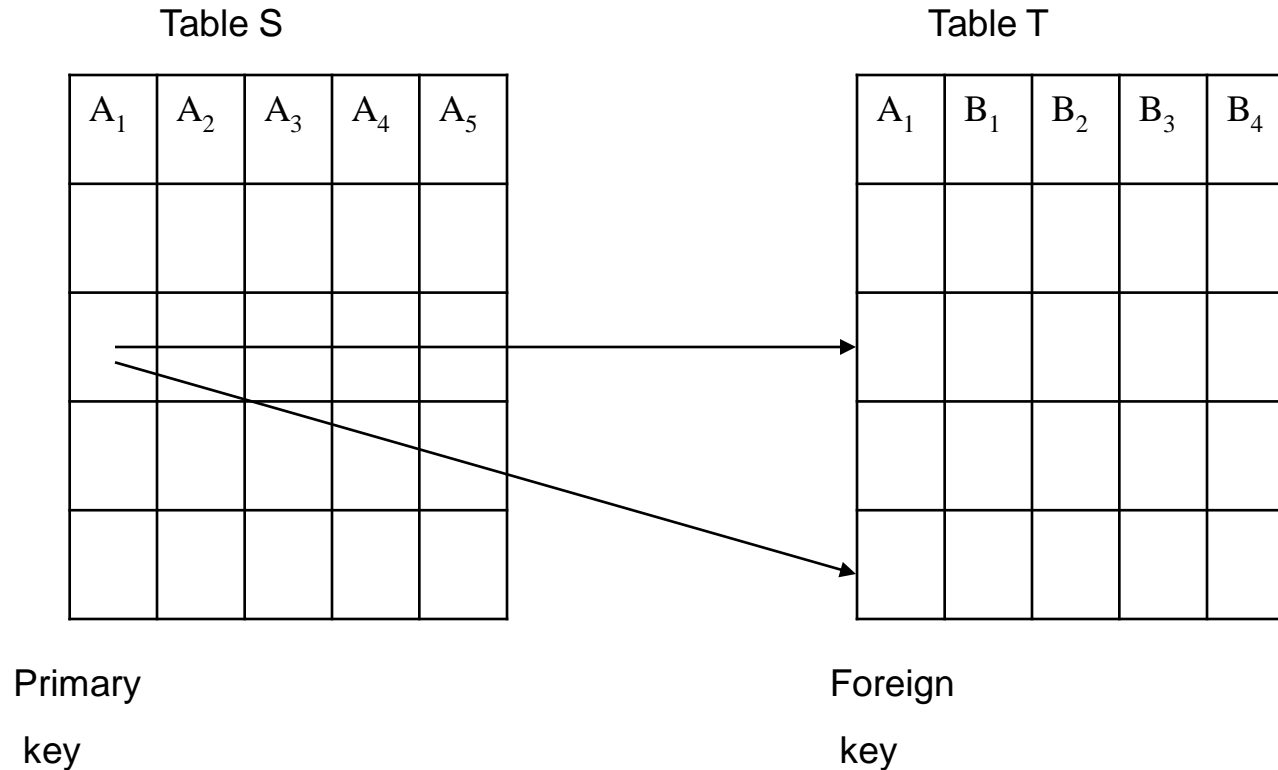 Table S
Table T
A₁ A₂ A₃ A₄ A₅
A₁ B₁ B₂ B₃ B₄
Primary
key
Foreign
key